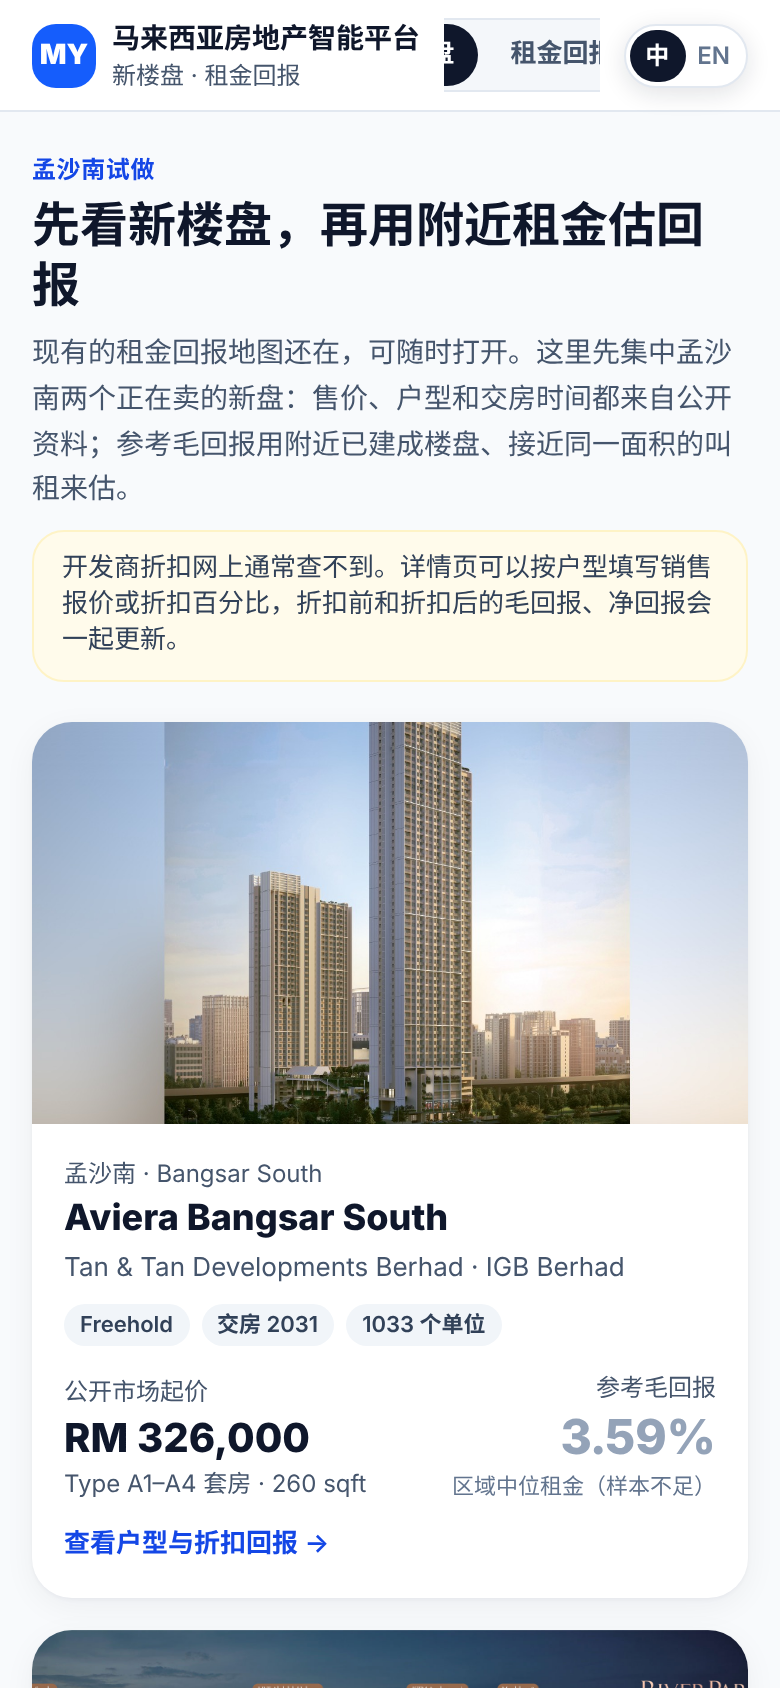 MY
马来西亚房地产智能平台
新楼盘 · 租金回报
盘
租金回报
中
EN
孟沙南试做
先看新楼盘，再用附近租金估回
报
现有的租金回报地图还在，可随时打开。这里先集中孟沙
南两个正在卖的新盘：售价、户型和交房时间都来自公开
资料；参考毛回报用附近已建成楼盘、接近同一面积的叫
租来估。
开发商折扣网上通常查不到。详情页可以按户型填写销售
报价或折扣百分比，折扣前和折扣后的毛回报、净回报会
一起更新。
孟沙南 · Bangsar South
Aviera Bangsar South
Tan & Tan Developments Berhad · IGB Berhad
Freehold
交房 2031
1033 个单位
公开市场起价
RM 326,000
Type A1–A4 套房 · 260 sqft
参考毛回报
3.59%
区域中位租金（样本不足）
查看户型与折扣回报 →